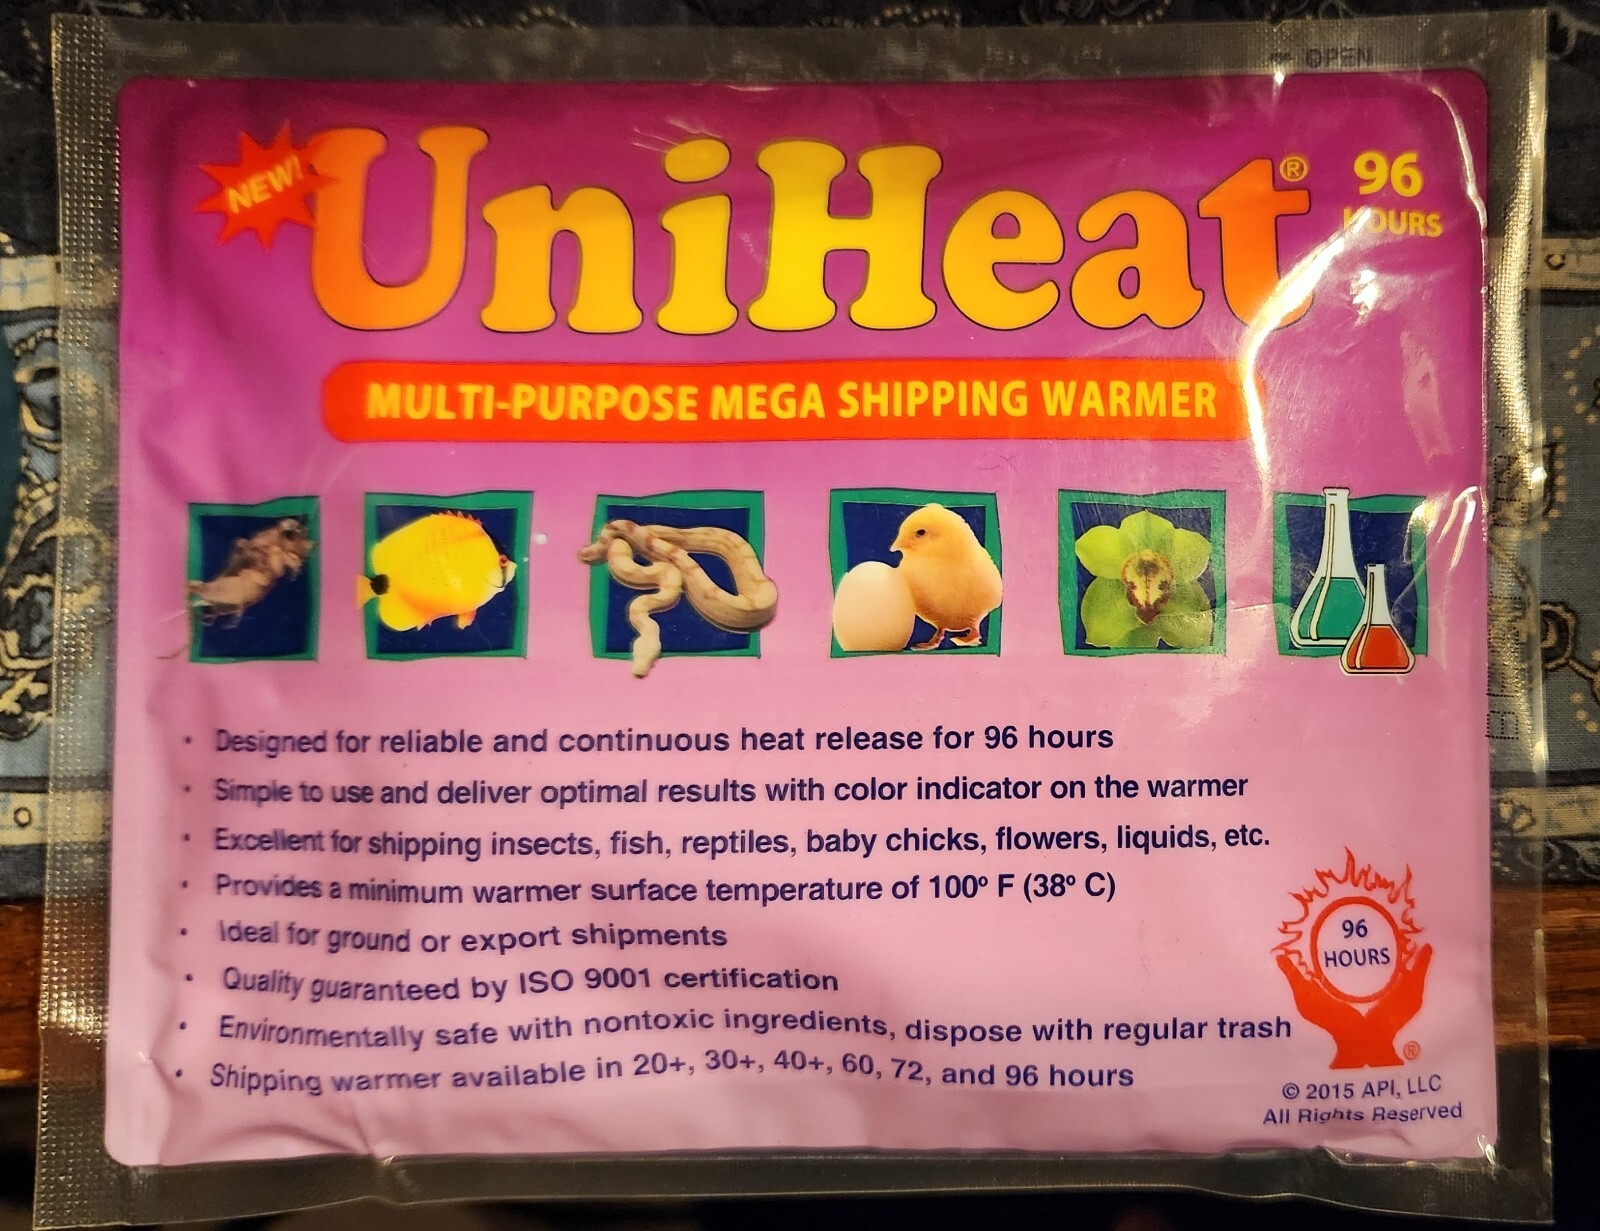 OPEN
NEW!
UniHeat®
96
HOURS
MULTI-PURPOSE MEGA SHIPPING WARMER
• Designed for reliable and continuous heat release for 96 hours
• Simple to use and deliver optimal results with color indicator on the warmer
• Excellent for shipping insects, fish, reptiles, baby chicks, flowers, liquids, etc.
• Provides a minimum warmer surface temperature of 100º F (38º C)
• Ideal for ground or export shipments
• Quality guaranteed by ISO 9001 certification
• Environmentally safe with nontoxic ingredients, dispose with regular trash
• Shipping warmer available in 20+, 30+, 40+, 60, 72, and 96 hours
96
HOURS
®
© 2015 API, LLC
All Rights Reserved